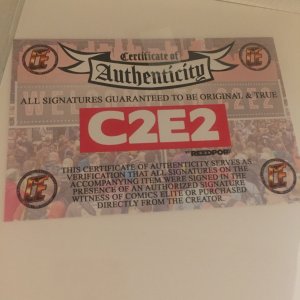 Certificate of
Authenticity
ALL SIGNATURES GUARANTEED TO BE ORIGINAL & TRUE
WELCOME
C2E2
REEDPOP
THIS CERTIFICATE OF AUTHENTICITY SERVES AS
VERIFICATION THAT ALL SIGNATURES ON THE
ACCOMPANYING ITEM WERE SIGNED IN THE
PRESENCE OF AN AUTHORIZED SIGNATURE
WITNESS OF COMICS ELITE OR PURCHASED
DIRECTLY FROM THE CREATOR.